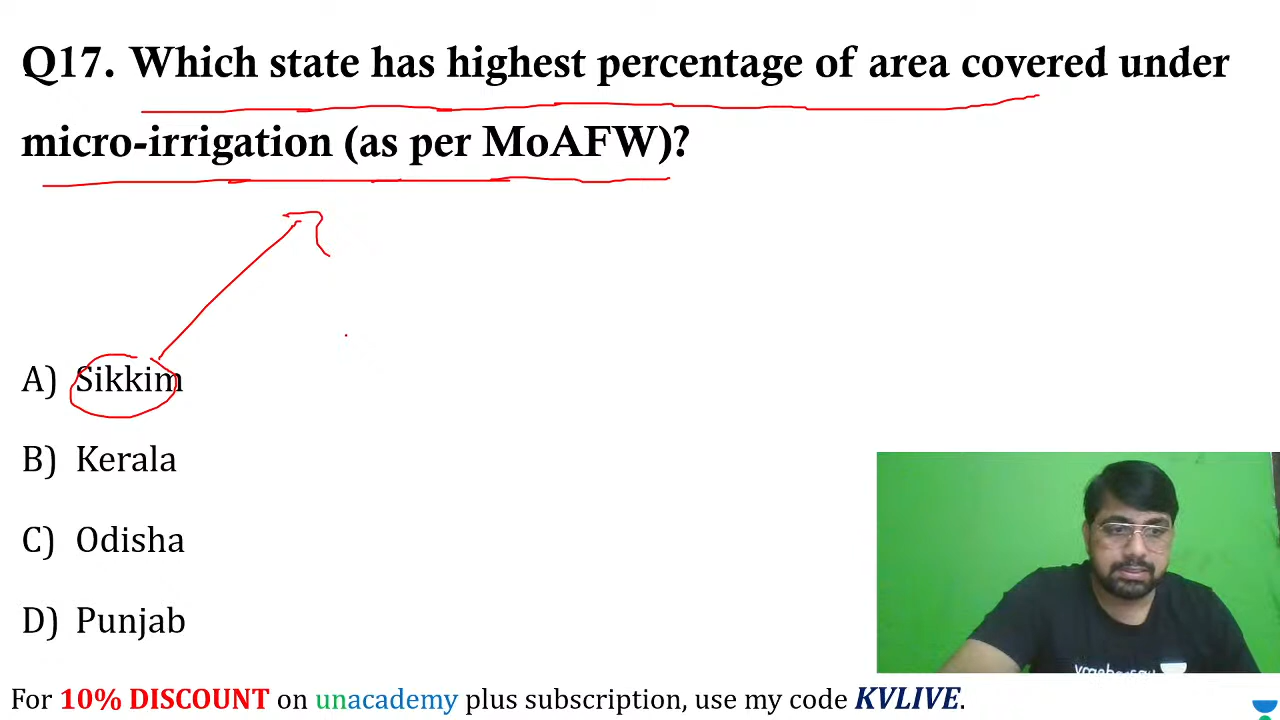 Q17. Which state has highest percentage of area covered under
micro-irrigation (as per MoAFW)?
A) Sikkim
B) Kerala
C) Odisha
D) Punjab
For 10% DISCOUNT on unacademy plus subscription, use my code KVLIVE.